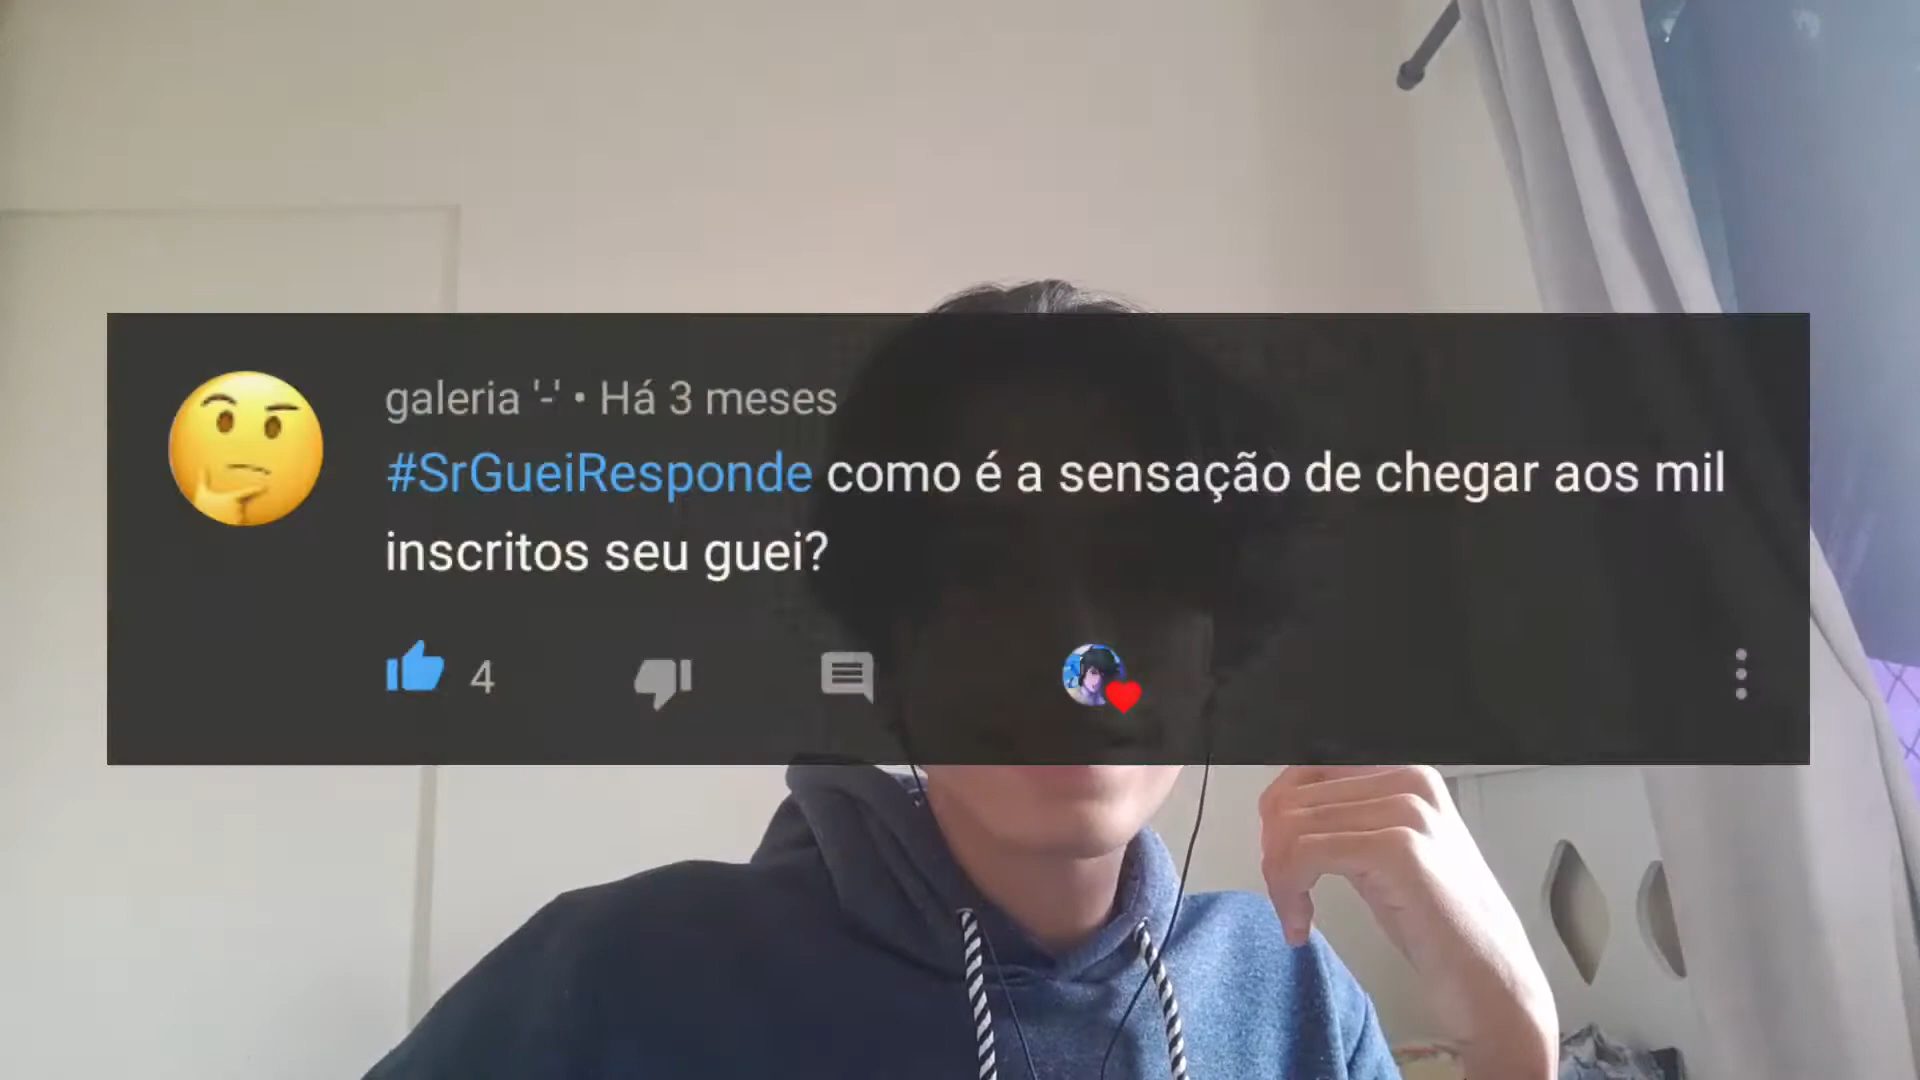 galeria '-' • Há 3 meses
#SrGueiResponde como é a sensação de chegar aos mil
inscritos seu guei?
4